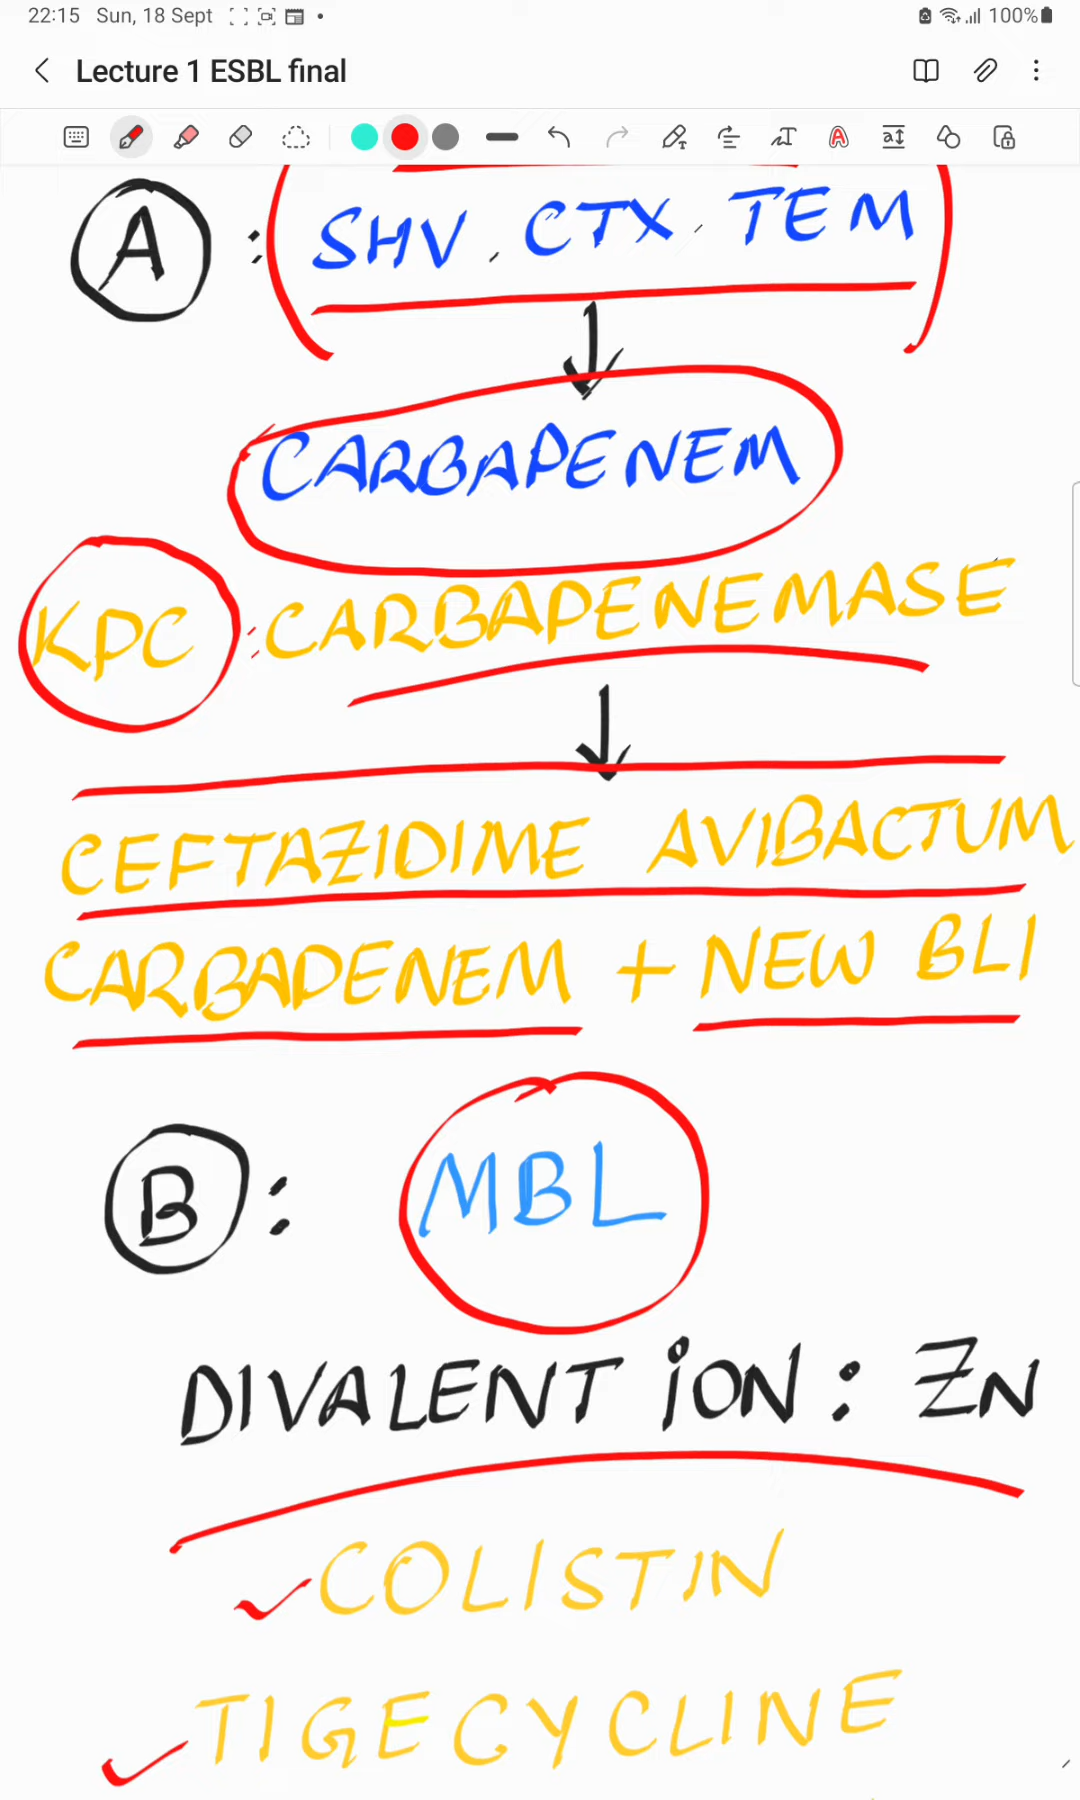 22:15 Sun, 18 Sept 100%
Lecture 1 ESBL final
A : SHV, CTX, TEM
CARBAPENEM
KPC : CARBAPENEMASE
CEFTAZIDIME AVIBACTUM
CARBAPENEM + NEW BLI
B : MBL
DIVALENT iON : ZN
COLISTIN
TIGECYCLINE